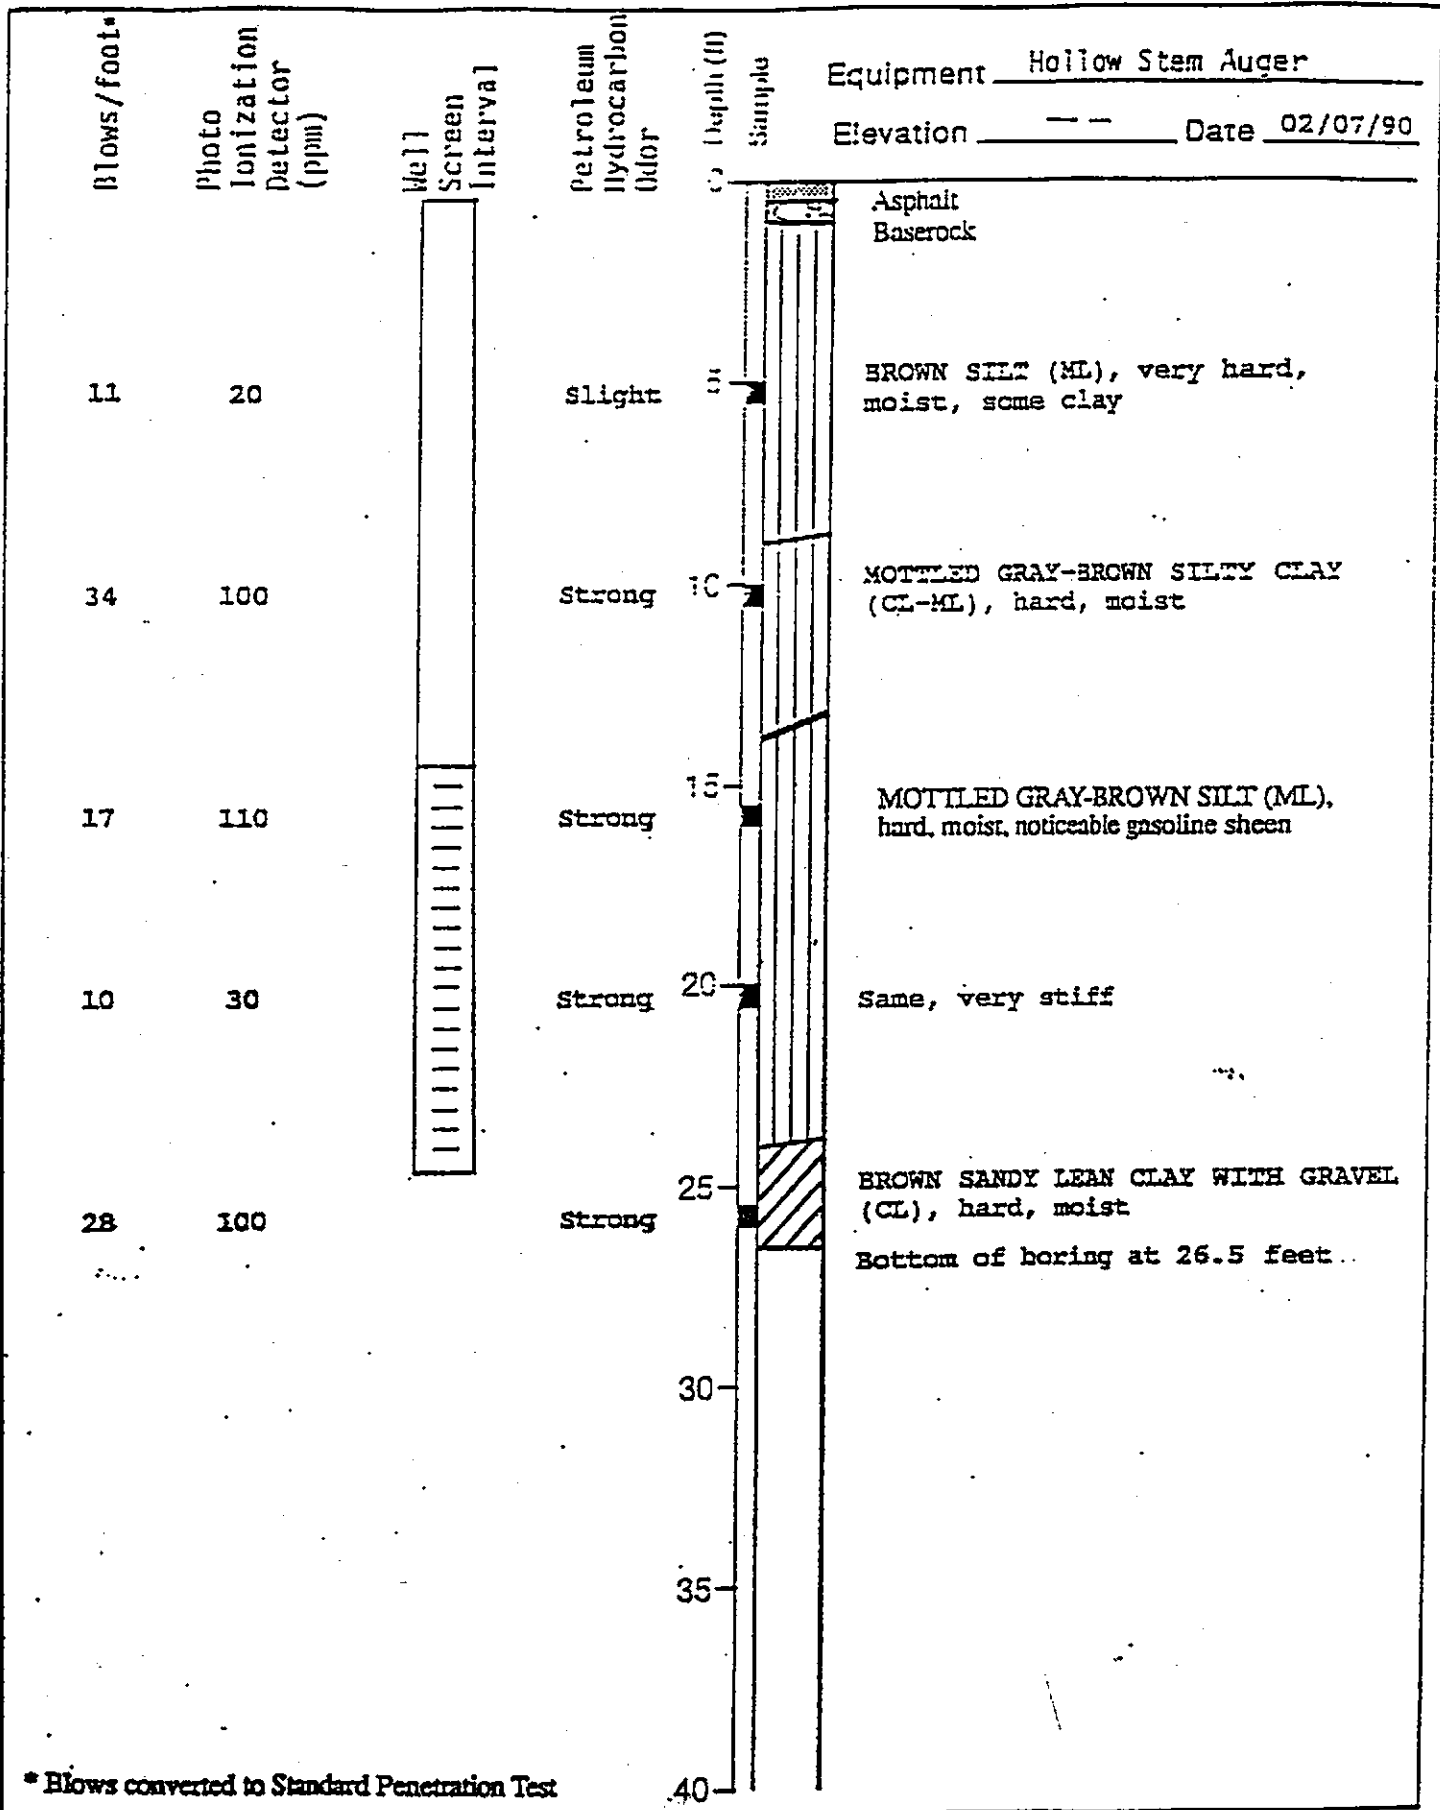 Blows/foot*
Photo
Ionization
Detector
(ppm)
Well
Screen
Interval
Petroleum
Hydrocarbon
Odor
Depth (ft)
Sample
Equipment Hollow Stem Auger
Elevation -- Date 02/07/90
0
Asphalt
Baserock
11 20 Slight BROWN SILT (ML), very hard,
moist, some clay
34 100 Strong 10 MOTTLED GRAY-BROWN SILTY CLAY
(CL-ML), hard, moist
15
17 110 Strong MOTTLED GRAY-BROWN SILT (ML),
hard, moist, noticeable gasoline sheen
10 30 Strong 20 Same, very stiff
25 BROWN SANDY LEAN CLAY WITH GRAVEL
28 100 Strong (CL), hard, moist
Bottom of boring at 26.5 feet
30
35
40
* Blows converted to Standard Penetration Test